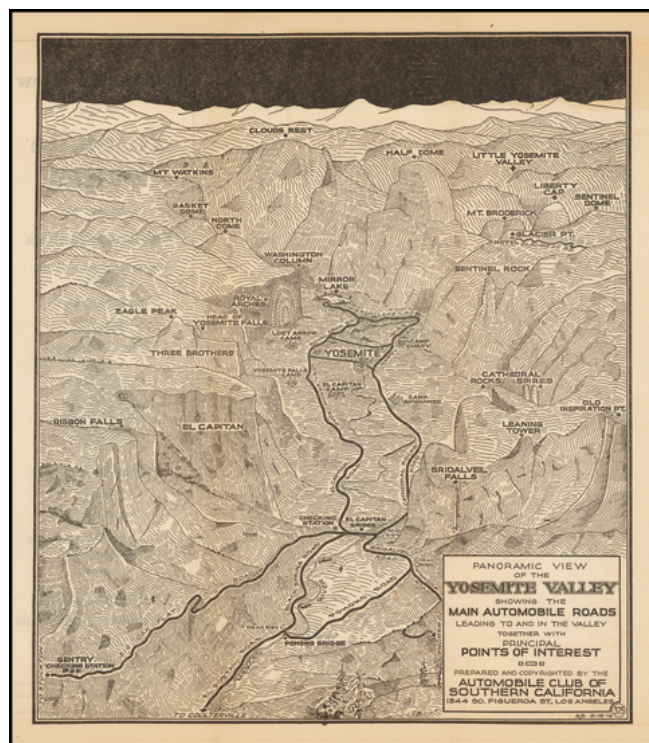 CLOUDS REST
HALF DOME
LITTLE YOSEMITE
VALLEY
MT. WATKINS
LIBERTY
CAP
SENTINEL
DOME
BASKET
DOME
NORTH
DOME
MT. BRODERICK
GLACIER PT.
HOTEL
WASHINGTON
COLUMN
SENTINEL ROCK
MIRROR
LAKE
ROYAL
ARCHES
EAGLE PEAK
HEAD OF
YOSEMITE FALLS
LOST ARROW
CAMP
CAMP
CURRY
THREE BROTHERS
YOSEMITE
YOSEMITE FALLS
CAMP
EL CAPITAN
CAMP
CATHEDRAL
ROCKS SPIRES
CAMP
AHWAHNEE
OLD
INSPIRATION PT.
RIBBON FALLS
EL CAPITAN
LEANING
TOWER
BRIDALVEIL
FALLS
CHECKING
STATION
EL CAPITAN
BRIDGE
ROAD
POHONO BRIDGE
SENTRY
CHECKING STATION
TO COULTERVILLE
PANORAMIC VIEW
OF THE
YOSEMITE VALLEY
SHOWING THE
MAIN AUTOMOBILE ROADS
LEADING TO AND IN THE VALLEY
TOGETHER WITH
PRINCIPAL
POINTS OF INTEREST
PREPARED AND COPYRIGHTED BY THE
AUTOMOBILE CLUB OF
SOUTHERN CALIFORNIA
1344 SO. FIGUEROA ST., LOS ANGELES